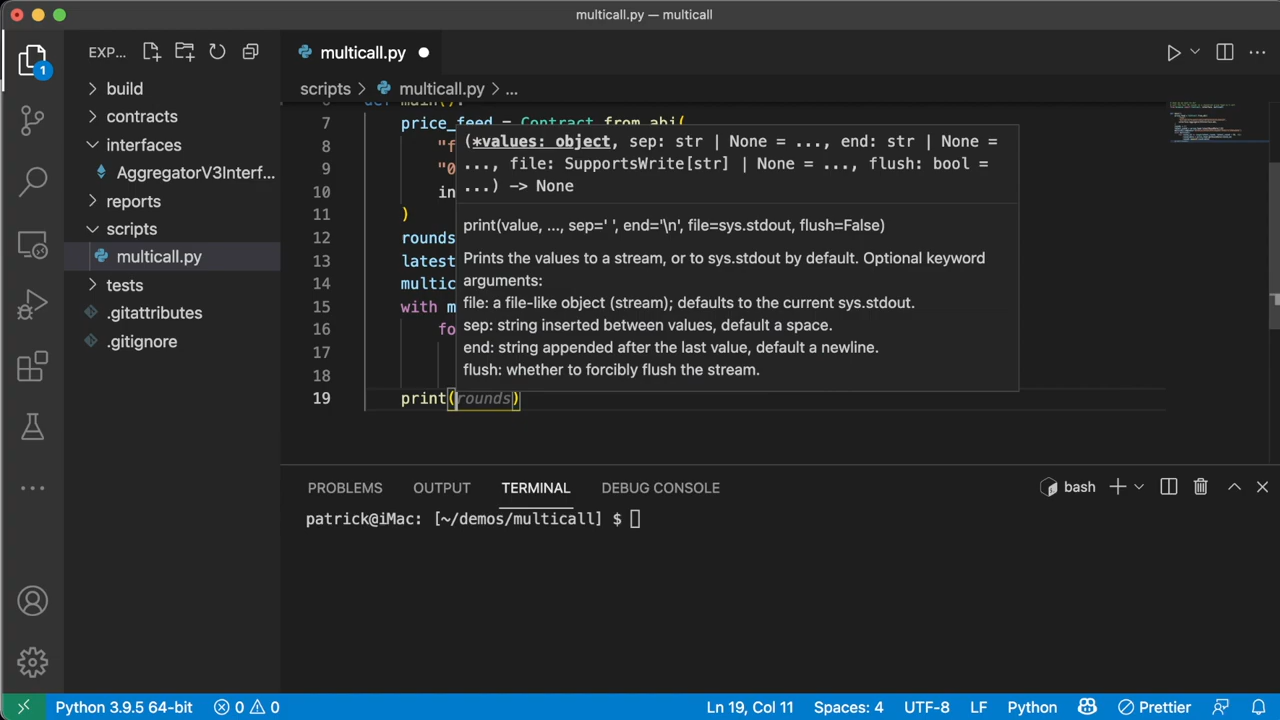 multicall.py — multicall
EXP...
multicall.py
1
build
contracts
interfaces
AggregatorV3Interf...
reports
scripts
multicall.py
tests
.gitattributes
.gitignore
scripts > multicall.py > ...
def main():
7 price_feed = Contract.from_abi(
8 "f
9 "0
10 in
11 )
12 rounds
13 latest
14 multic
15 with m
16 fo
17
18
19 print(rounds)
(*values: object, sep: str | None = ..., end: str | None =
..., file: SupportsWrite[str] | None = ..., flush: bool =
...) -> None
print(value, ..., sep=' ', end='\n', file=sys.stdout, flush=False)
Prints the values to a stream, or to sys.stdout by default. Optional keyword
arguments:
file: a file-like object (stream); defaults to the current sys.stdout.
sep: string inserted between values, default a space.
end: string appended after the last value, default a newline.
flush: whether to forcibly flush the stream.
PROBLEMS OUTPUT TERMINAL DEBUG CONSOLE
bash
patrick@iMac: [~/demos/multicall] $
Python 3.9.5 64-bit 0 0 Ln 19, Col 11 Spaces: 4 UTF-8 LF Python Prettier